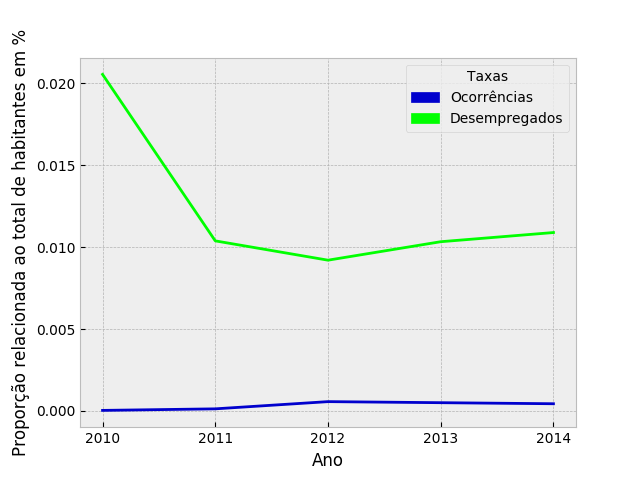 Proporção relacionada ao total de habitantes em %
Taxas
Ocorrências
Desempregados
0.020
0.015
0.010
0.005
0.000
2010
2011
2012
2013
2014
Ano